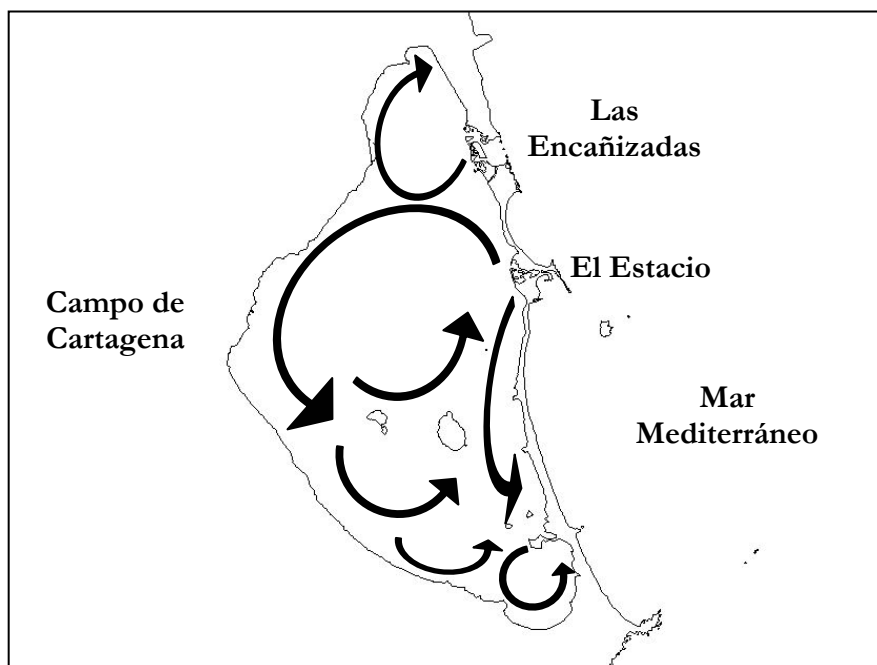 Las
Encañizadas
El Estacio
Campo de
Cartagena
Mar
Mediterráneo